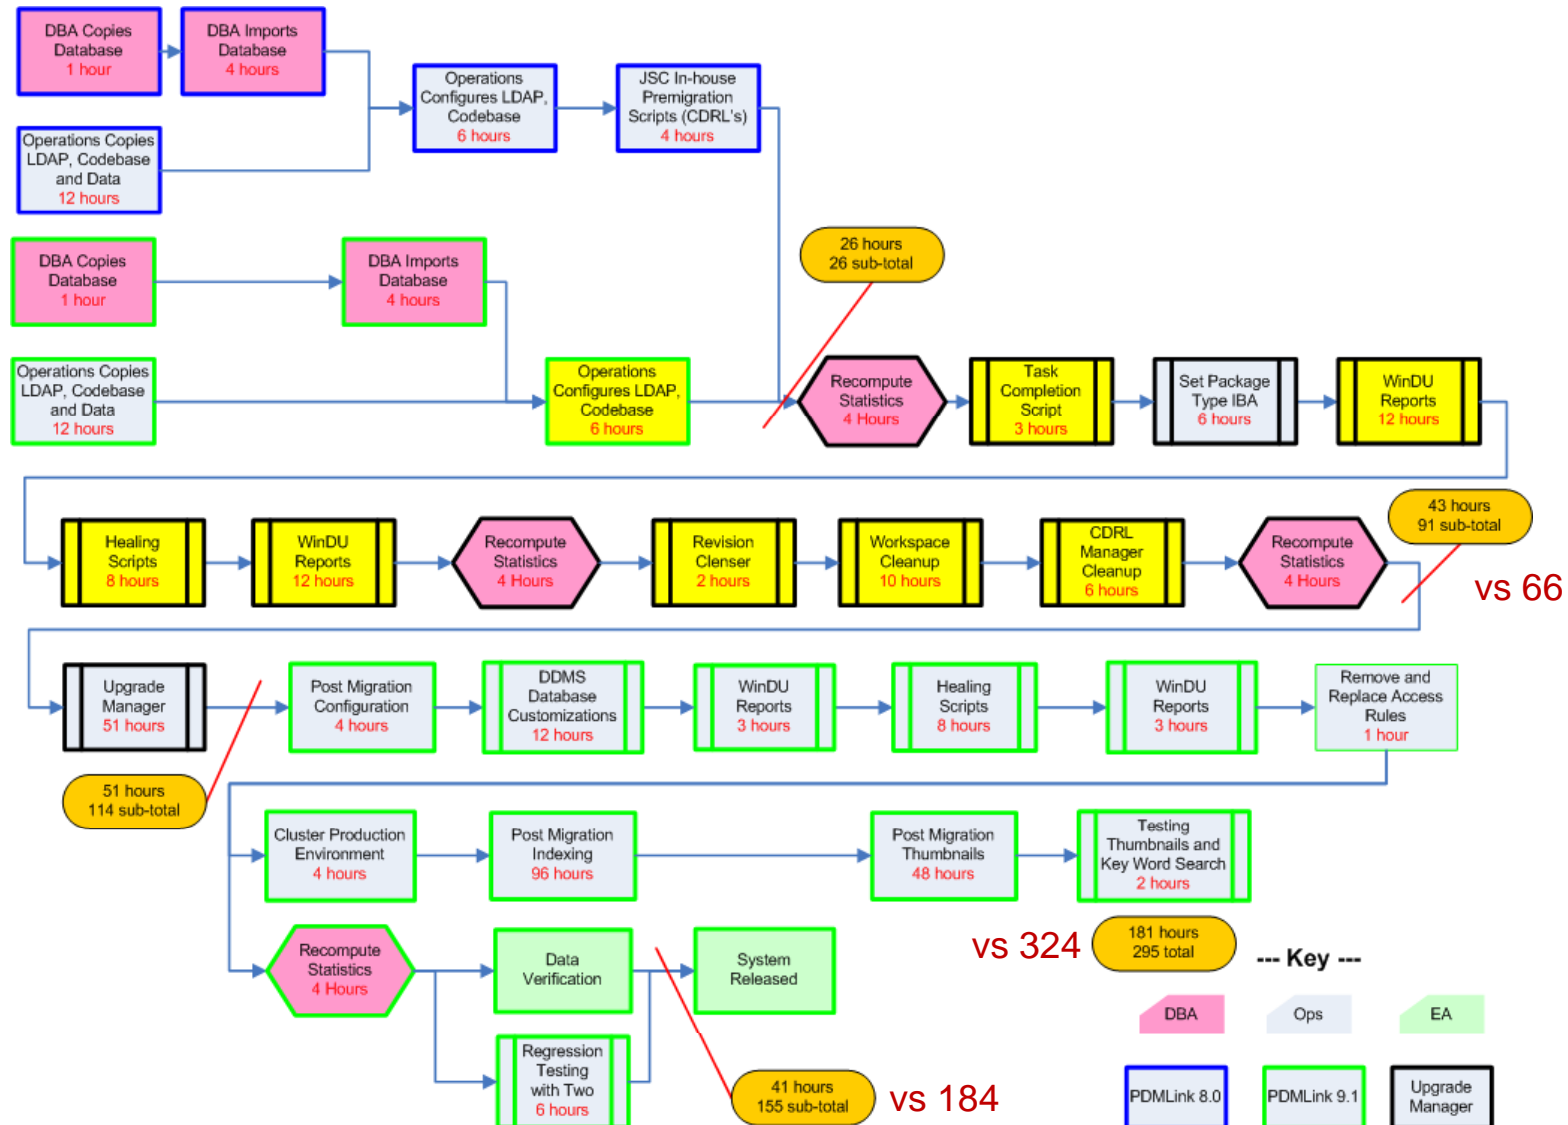 DBA Copies
Database
1 hour
DBA Imports
Database
4 hours
Operations
Configures LDAP,
Codebase
6 hours
JSC In-house
Premigration
Scripts (CDRL's)
4 hours
Operations Copies
LDAP, Codebase
and Data
12 hours
DBA Copies
Database
1 hour
DBA Imports
Database
4 hours
26 hours
26 sub-total
Operations Copies
LDAP, Codebase
and Data
12 hours
Operations
Configures LDAP,
Codebase
6 hours
Recompute
Statistics
4 Hours
Task
Completion
Script
3 hours
Set Package
Type IBA
6 hours
WinDU
Reports
12 hours
Healing
Scripts
8 hours
WinDU
Reports
12 hours
Recompute
Statistics
4 Hours
Revision
Clenser
2 hours
Workspace
Cleanup
10 hours
CDRL
Manager
Cleanup
6 hours
Recompute
Statistics
4 Hours
43 hours
91 sub-total
vs 66
Upgrade
Manager
51 hours
Post Migration
Configuration
4 hours
DDMS
Database
Customizations
12 hours
WinDU
Reports
3 hours
Healing
Scripts
8 hours
WinDU
Reports
3 hours
Remove and
Replace Access
Rules
1 hour
51 hours
114 sub-total
Cluster Production
Environment
4 hours
Post Migration
Indexing
96 hours
Post Migration
Thumbnails
48 hours
Testing
Thumbnails and
Key Word Search
2 hours
vs 324
181 hours
295 total
Recompute
Statistics
4 Hours
Data
Verification
System
Released
Regression
Testing
with Two
6 hours
41 hours
155 sub-total
vs 184
--- Key ---
DBA
Ops
EA
PDMLink 8.0
PDMLink 9.1
Upgrade
Manager